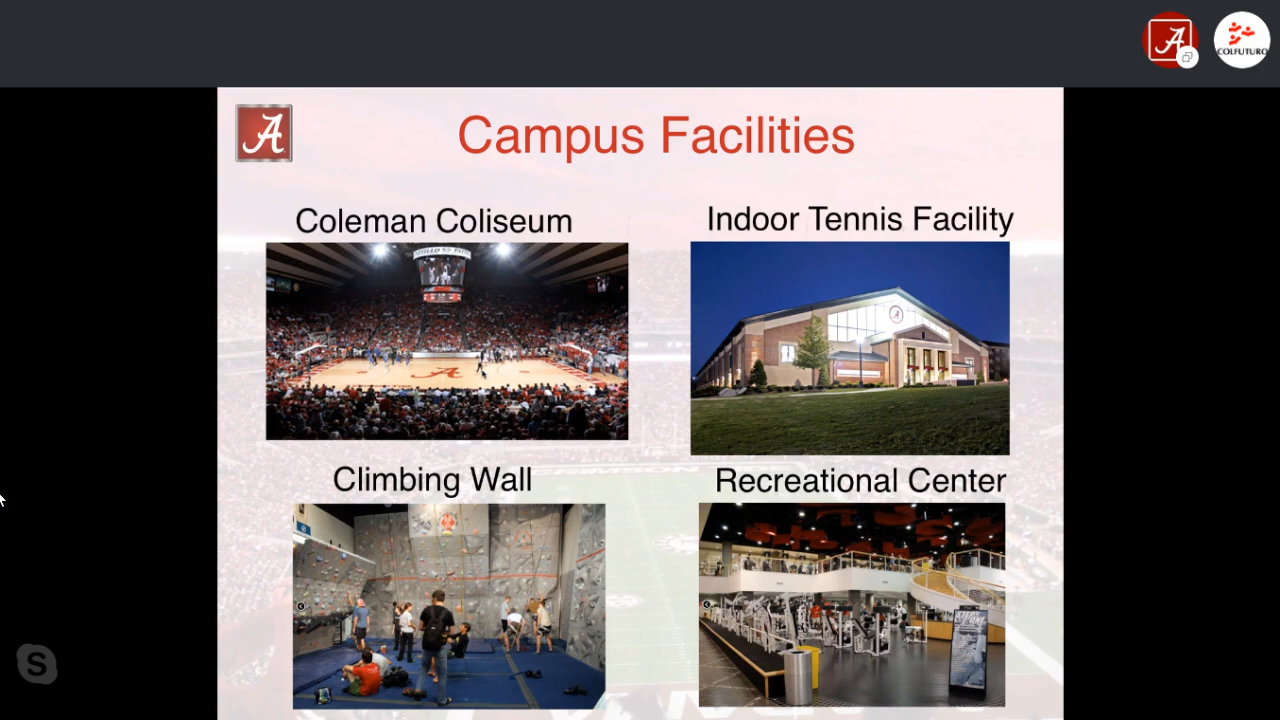 A
COLFUTURO
A
Campus Facilities
Coleman Coliseum
Indoor Tennis Facility
Climbing Wall
Recreational Center
S